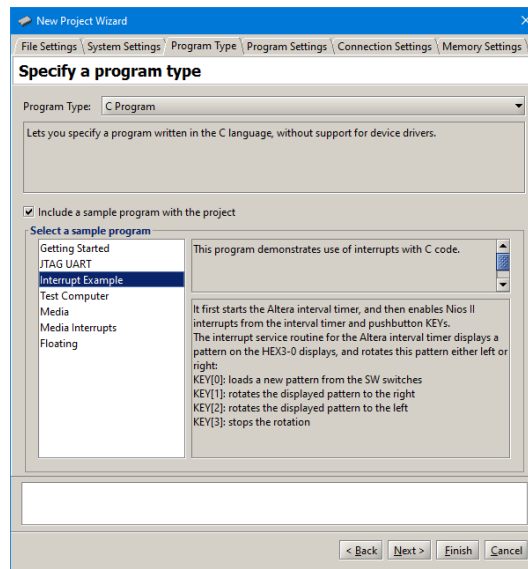 New Project Wizard
File Settings System Settings Program Type Program Settings Connection Settings Memory Settings
Specify a program type
Program Type: C Program
Lets you specify a program written in the C language, without support for device drivers.
Include a sample program with the project
Select a sample program
Getting Started
JTAG UART
Interrupt Example
Test Computer
Media
Media Interrupts
Floating
This program demonstrates use of interrupts with C code.
It first starts the Altera interval timer, and then enables Nios II
interrupts from the interval timer and pushbutton KEYs.
The interrupt service routine for the Altera interval timer displays a
pattern on the HEX3-0 displays, and rotates this pattern either left or
right:
KEY[0]: loads a new pattern from the SW switches
KEY[1]: rotates the displayed pattern to the right
KEY[2]: rotates the displayed pattern to the left
KEY[3]: stops the rotation
< Back Next > Finish Cancel